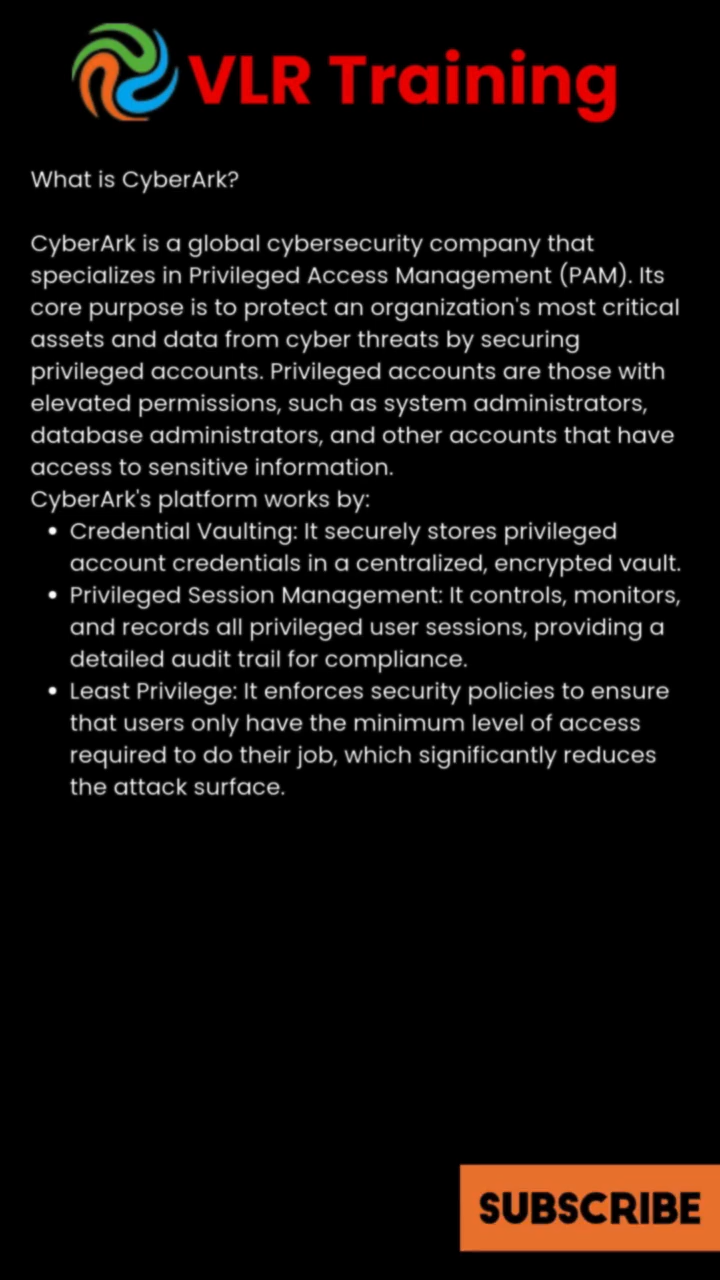 VLR Training
What is CyberArk?
CyberArk is a global cybersecurity company that
specializes in Privileged Access Management (PAM). Its
core purpose is to protect an organization's most critical
assets and data from cyber threats by securing
privileged accounts. Privileged accounts are those with
elevated permissions, such as system administrators,
database administrators, and other accounts that have
access to sensitive information.
CyberArk's platform works by:
• Credential Vaulting: It securely stores privileged
account credentials in a centralized, encrypted vault.
• Privileged Session Management: It controls, monitors,
and records all privileged user sessions, providing a
detailed audit trail for compliance.
• Least Privilege: It enforces security policies to ensure
that users only have the minimum level of access
required to do their job, which significantly reduces
the attack surface.
SUBSCRIBE